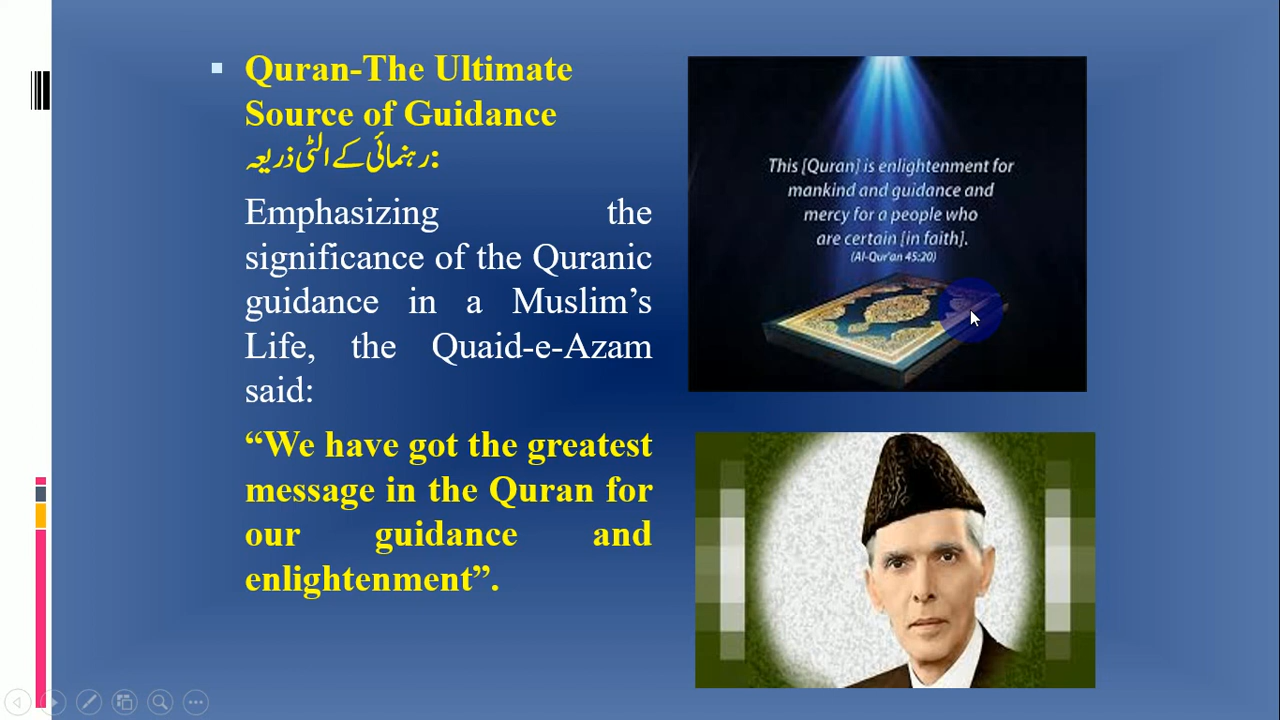 Quran-The Ultimate
Source of Guidance
رہنمائی کے الٹی ذریعہ:
Emphasizing the
significance of the Quranic
guidance in a Muslim’s
Life, the Quaid-e-Azam
said:
“We have got the greatest
message in the Quran for
our guidance and
enlightenment”.
This [Quran] is enlightenment for
mankind and guidance and
mercy for a people who
are certain [in faith].
(Al-Qur'an 45:20)